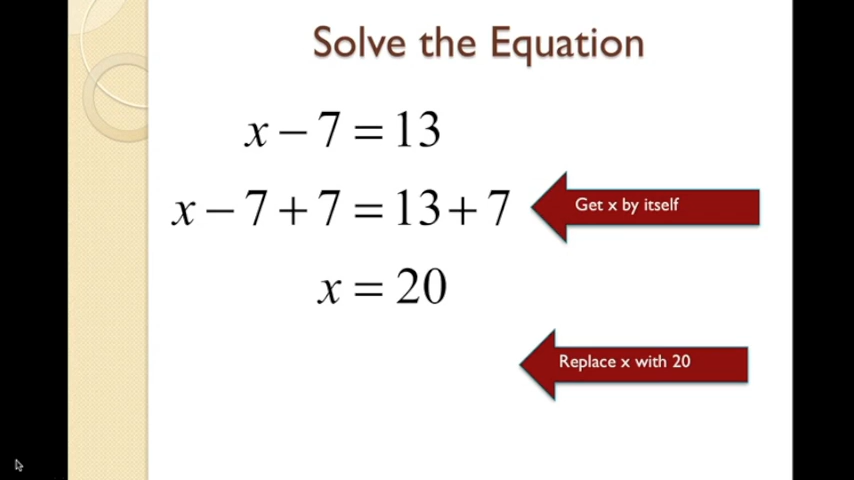 Solve the Equation
x − 7 = 13
x − 7 + 7 = 13 + 7
Get x by itself
x = 20
Replace x with 20